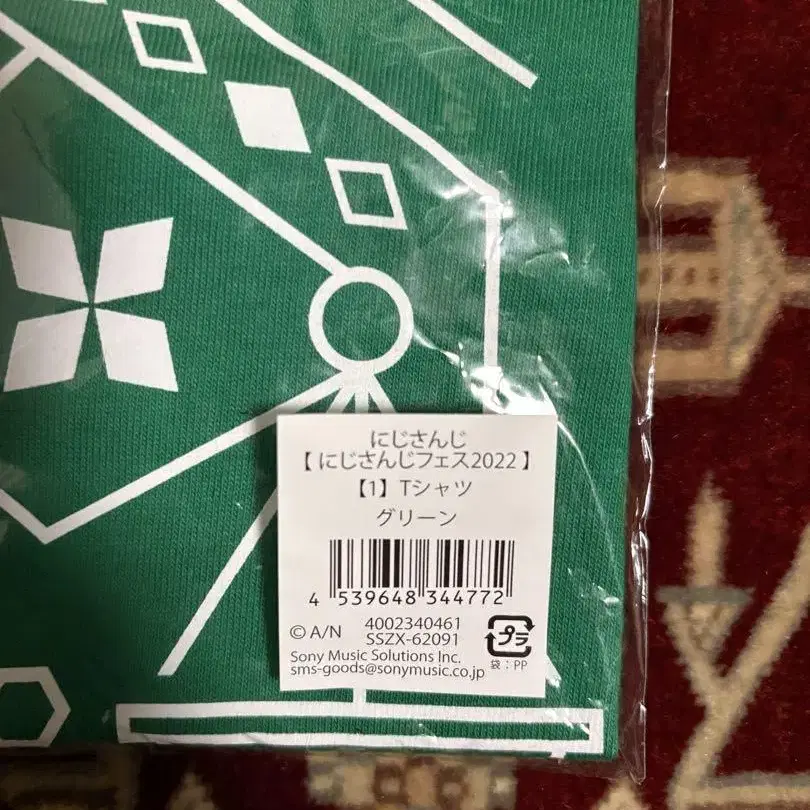 にじさんじ
【にじさんじフェス2022】
【1】Tシャツ
グリーン
4 539648 344772
© A/N
4002340461
SSZX-62091
プラ
袋：PP
Sony Music Solutions Inc.
sms-goods@sonymusic.co.jp